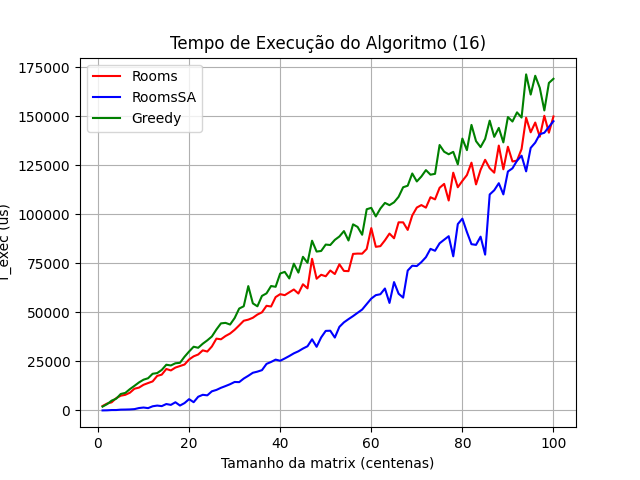 Tempo de Execução do Algoritmo (16)
Rooms
RoomsSA
Greedy
175000
150000
125000
100000
75000
50000
25000
0
_exec (us)
0 20 40 60 80 100
Tamanho da matrix (centenas)